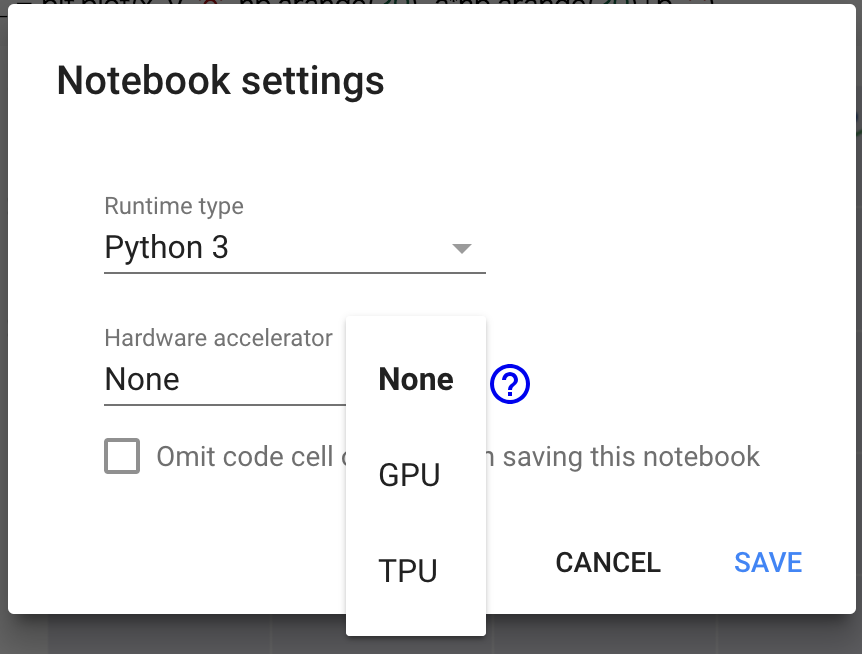 Notebook settings
Runtime type
Python 3
Hardware accelerator
None
None
?
Omit code cell saving this notebook
GPU
TPU
CANCEL SAVE